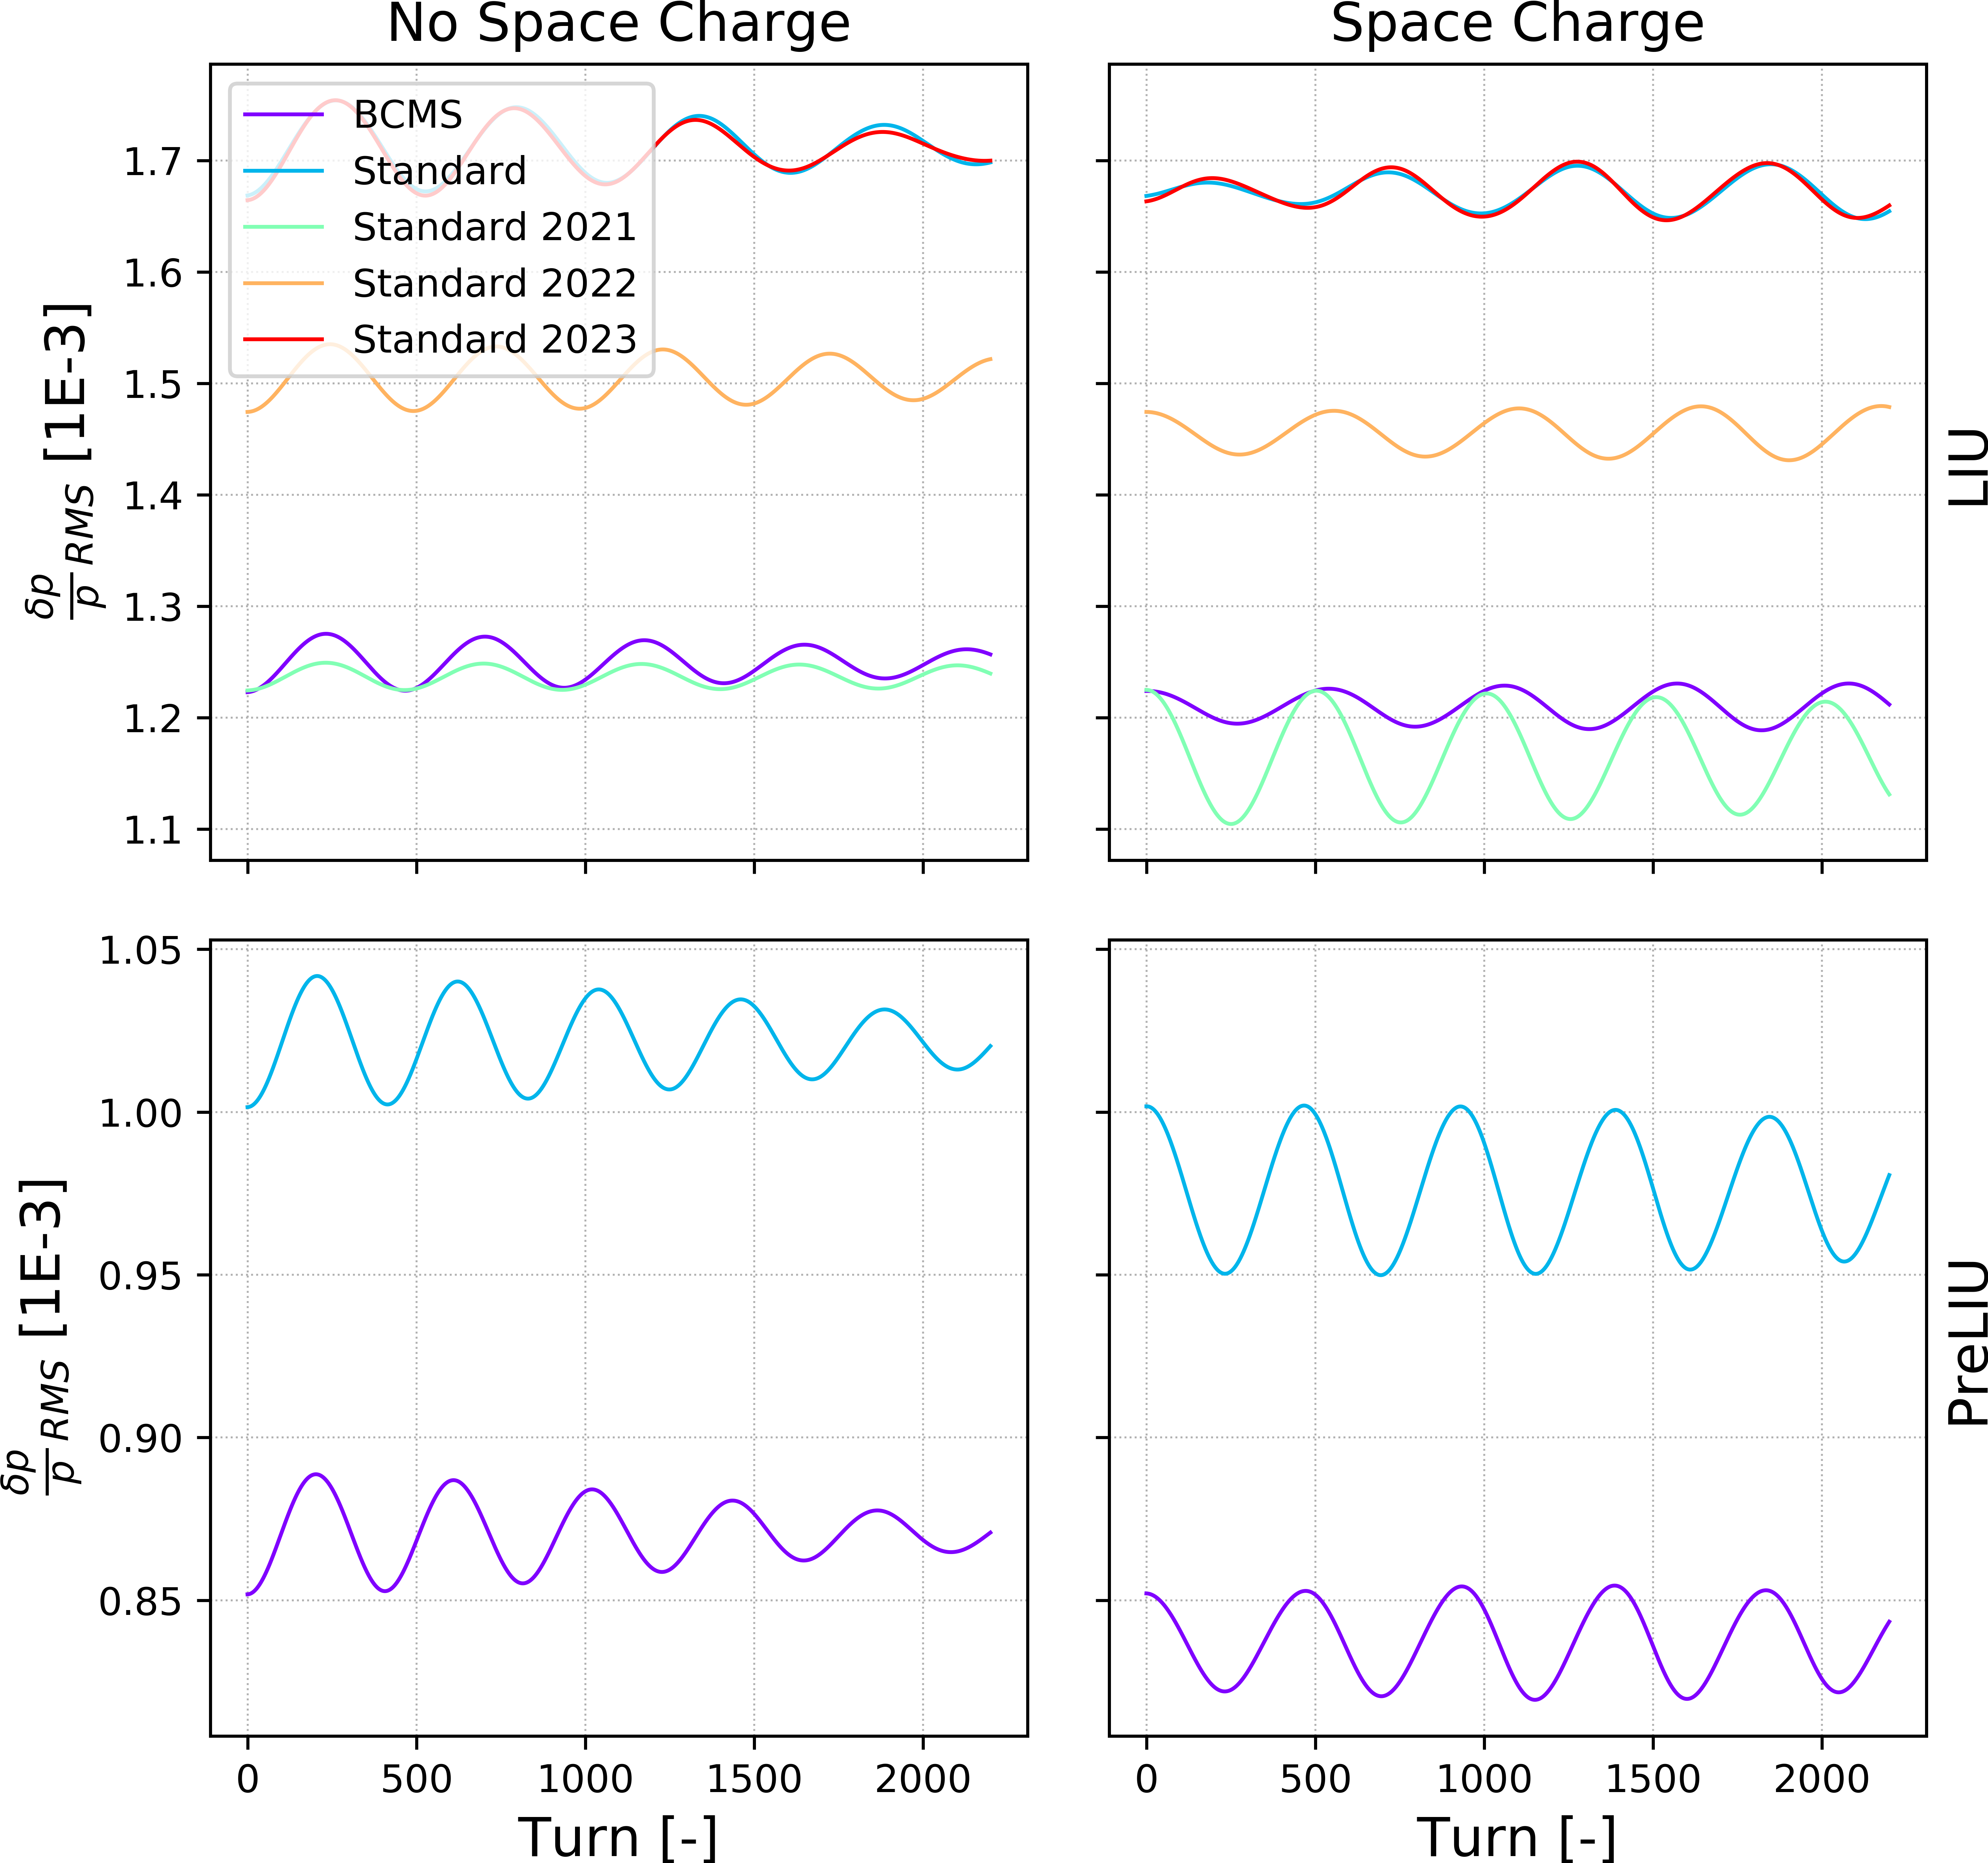 No Space Charge
Space Charge
BCMS
Standard
Standard 2021
Standard 2022
Standard 2023
1.7
1.6
1.5
1.4
1.3
1.2
1.1
δp/p RMS [1E-3]
LIU
1.05
1.00
0.95
0.90
0.85
δp/p RMS [1E-3]
PreLIU
0 500 1000 1500 2000
0 500 1000 1500 2000
Turn [-]
Turn [-]